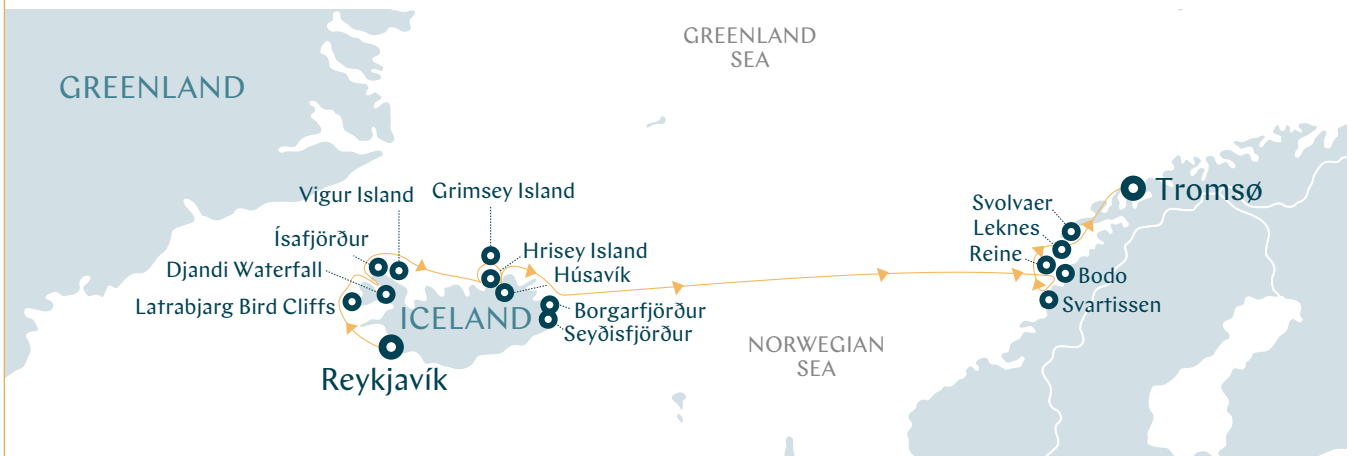 GREENLAND
SEA
GREENLAND
Vigur Island
Grimsey Island
Ísafjörður
Hrisey Island
Djandi Waterfall
Húsavík
Latrabjarg Bird Cliffs
ICELAND
Borgarfjörður
Seyðisfjörður
Reykjavík
NORWEGIAN
SEA
Tromsø
Svolvaer
Leknes
Reine
Bodo
Svartissen